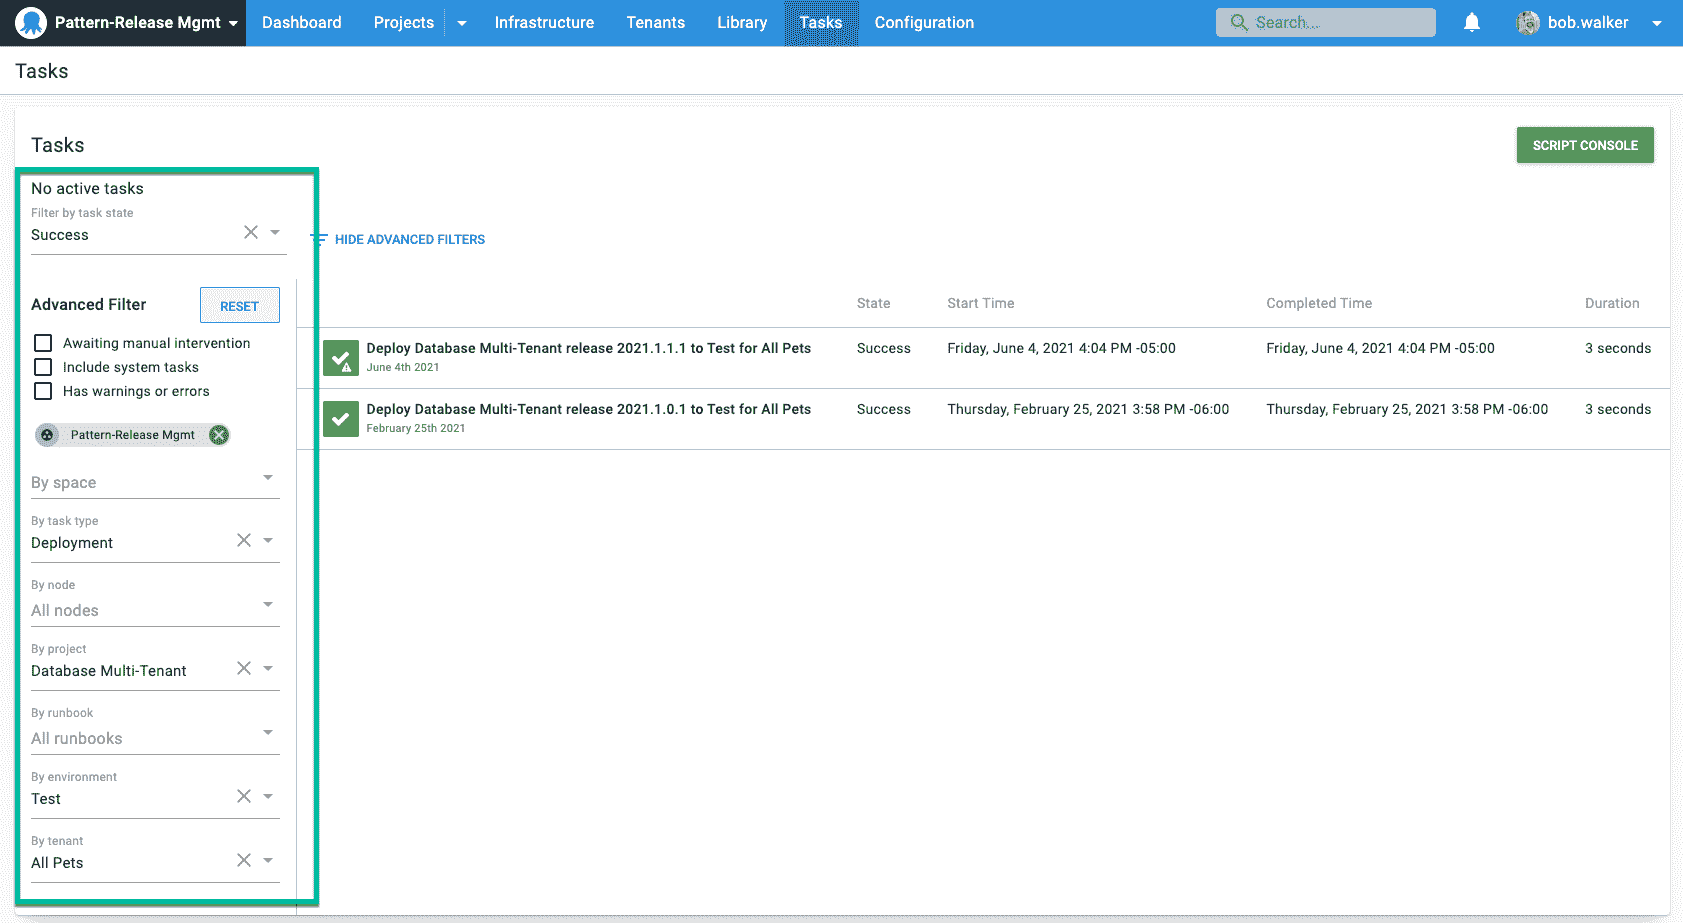 Pattern-Release Mgmt Dashboard Projects Infrastructure Tenants Library Tasks Configuration Search... bob.walker
Tasks
Tasks
SCRIPT CONSOLE
No active tasks
Filter by task state
Success
HIDE ADVANCED FILTERS
Advanced Filter
RESET
Awaiting manual intervention
Include system tasks
Has warnings or errors
Pattern-Release Mgmt
By space
By task type
Deployment
By node
All nodes
By project
Database Multi-Tenant
By runbook
All runbooks
By environment
Test
By tenant
All Pets
State Start Time Completed Time Duration
Deploy Database Multi-Tenant release 2021.1.1.1 to Test for All Pets Success Friday, June 4, 2021 4:04 PM -05:00 Friday, June 4, 2021 4:04 PM -05:00 3 seconds
June 4th 2021
Deploy Database Multi-Tenant release 2021.1.0.1 to Test for All Pets Success Thursday, February 25, 2021 3:58 PM -06:00 Thursday, February 25, 2021 3:58 PM -06:00 3 seconds
February 25th 2021